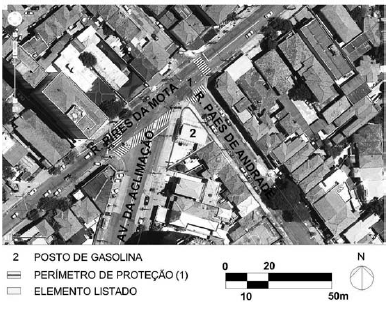 R. PIRES DA MOTA
1
R. PAES DE ANDRADE
2
AV. DA ACLIMAÇÃO
2 POSTO DE GASOLINA
PERÍMETRO DE PROTEÇÃO (1)
ELEMENTO LISTADO
0 20
10 50m
N